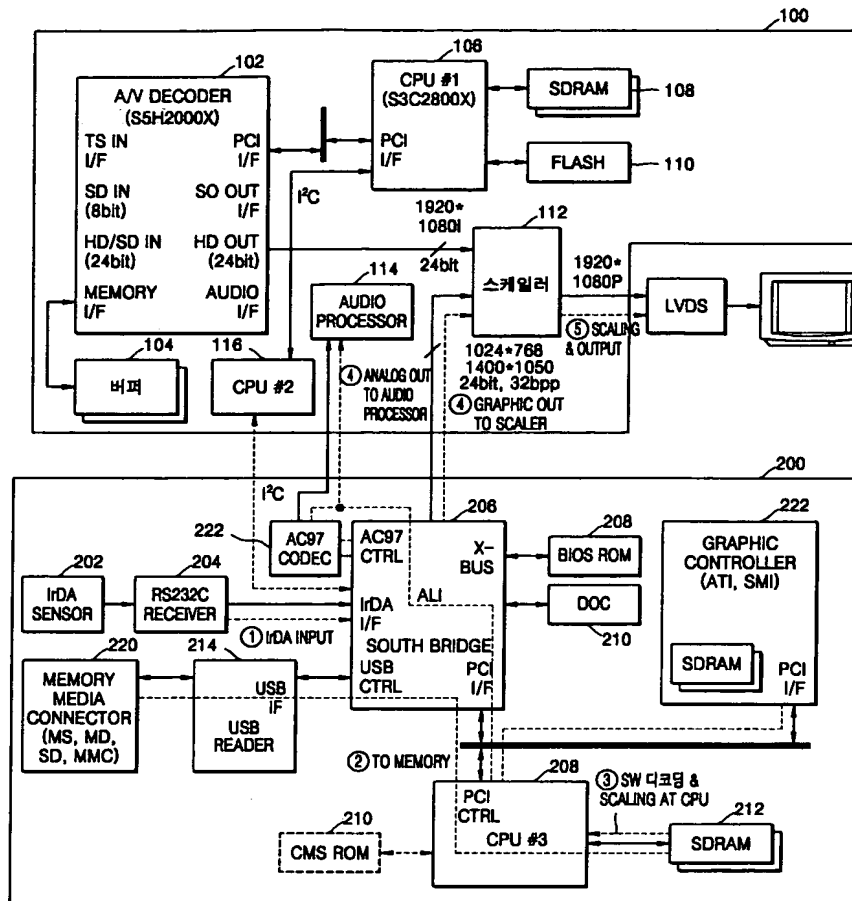 100
102
A/V DECODER
(S5H2000X)
TS IN
I/F
PCI
I/F
SD IN
(8bit)
SO OUT
I/F
HD/SD IN
(24bit)
HD OUT
(24bit)
MEMORY
I/F
AUDIO
I/F
106
CPU #1
(S3C2800X)
PCI
I/F
SDRAM
108
FLASH
110
I²C
1920*
1080I
24bit
112
스케일러
1920*
1080P
LVDS
⑤ SCALING
& OUTPUT
114
AUDIO
PROCESSOR
104
버퍼
116
CPU #2
④ ANALOG OUT
TO AUDIO
PROCESSOR
1024*768
1400*1050
24bit, 32bpp
④ GRAPHIC OUT
TO SCALER
200
I²C
222
AC97
CODEC
206
AC97
CTRL
X-
BUS
ALI
IrDA
I/F
SOUTH BRIDGE
USB
CTRL
PCI
I/F
208
BIOS ROM
DOC
210
222
GRAPHIC
CONTROLLER
(ATI, SMI)
SDRAM
PCI
I/F
202
IrDA
SENSOR
204
RS232C
RECEIVER
① IrDA INPUT
220
MEMORY
MEDIA
CONNECTOR
(MS, MD,
SD, MMC)
214
USB
IF
USB
READER
② TO MEMORY
208
PCI
CTRL
CPU #3
③ SW 디코딩 &
SCALING AT CPU
210
CMS ROM
212
SDRAM